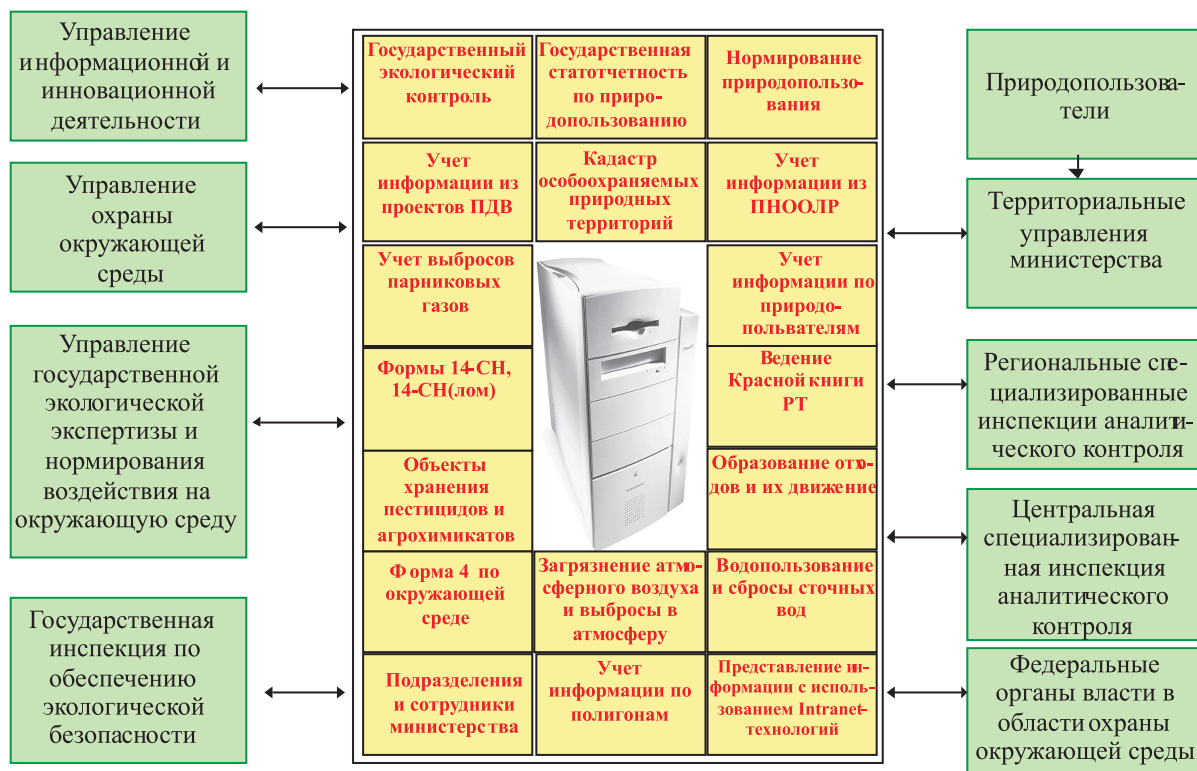 Управление
информационной и
инновационной
деятельности
Управление
охраны
окружающей
среды
Управление
государственной
экологической
экспертизы и
нормирования
воздействия на
окружающую среду
Государственная
инспекция по
обеспечению
экологической
безопасности
Государственный
экологический
контроль
Государственная
статотчетность
по приро-
допользованию
Нормирование
природопользо-
вания
Учет
информации из
проектов ПДВ
Кадастр
особоохраняемых
природных
территорий
Учет
информации из
ПНООЛР
Учет выбросов
парниковых
газов
Учет
информации по
природо-
пользователям
Формы 14-СН,
14-СН(лом)
Ведение
Красной книги
РТ
Объекты
хранения
пестицидов и
агрохимикатов
Образование отхо-
дов и их движение
Форма 4 по
окружающей
среде
Загрязнение атмо-
сферного воздуха
и выбросы в
атмосферу
Водопользование
и сбросы сточных
вод
Подразделения
и сотрудники
министерства
Учет
информации по
полигонам
Представление ин-
формации с исполь-
зованием Intranet-
технологий
Природопользова-
тели
Территориальные
управления
министерства
Региональные спе-
циализированные
инспекции аналити-
ческого контроля
Центральная
специализирован-
ная инспекция
аналитического
контроля
Федеральные
органы власти в
области охраны
окружающей среды